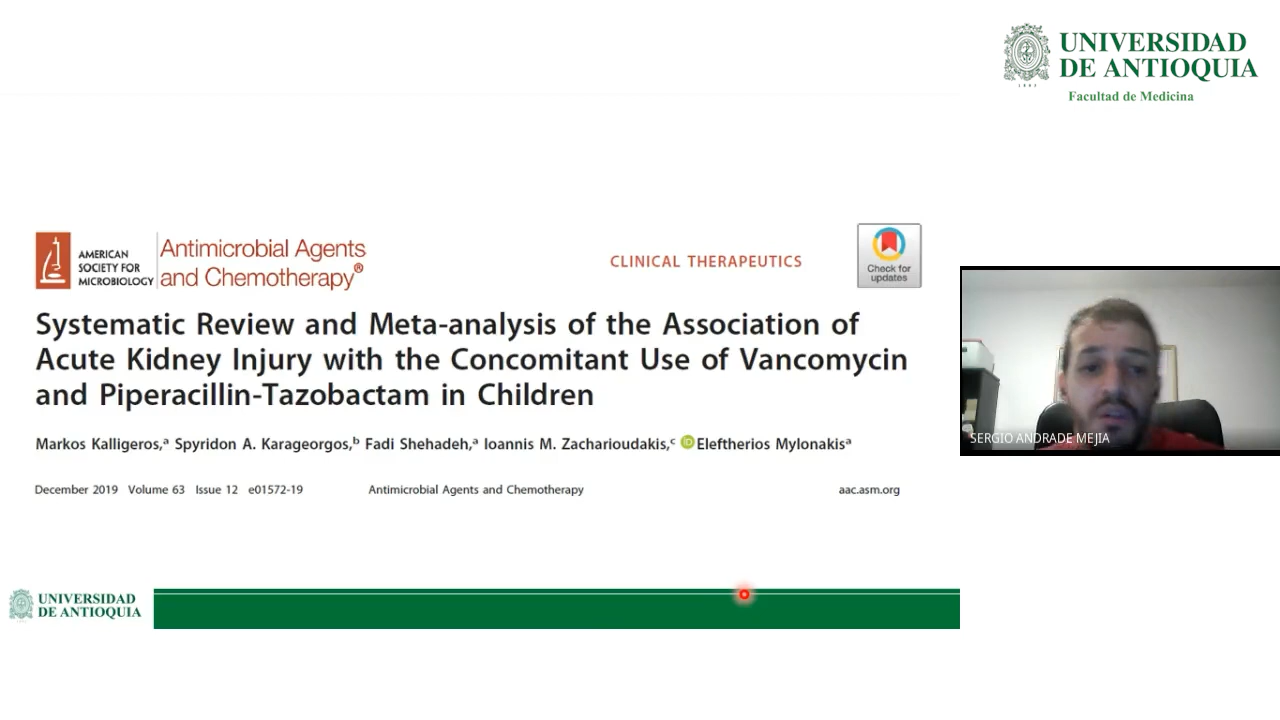 UNIVERSIDAD
DE ANTIOQUIA
Facultad de Medicina
AMERICAN
SOCIETY FOR
MICROBIOLOGY
Antimicrobial Agents
and Chemotherapy®
CLINICAL THERAPEUTICS
Check for
updates
Systematic Review and Meta-analysis of the Association of
Acute Kidney Injury with the Concomitant Use of Vancomycin
and Piperacillin-Tazobactam in Children
Markos Kalligeros,ᵃ Spyridon A. Karageorgos,ᵇ Fadi Shehadeh,ᵃ Ioannis M. Zacharioudakis,ᶜ iD Eleftherios Mylonakisᵃ
December 2019 Volume 63 Issue 12 e01572-19 Antimicrobial Agents and Chemotherapy aac.asm.org
SERGIO ANDRADE MEJIA
UNIVERSIDAD
DE ANTIOQUIA